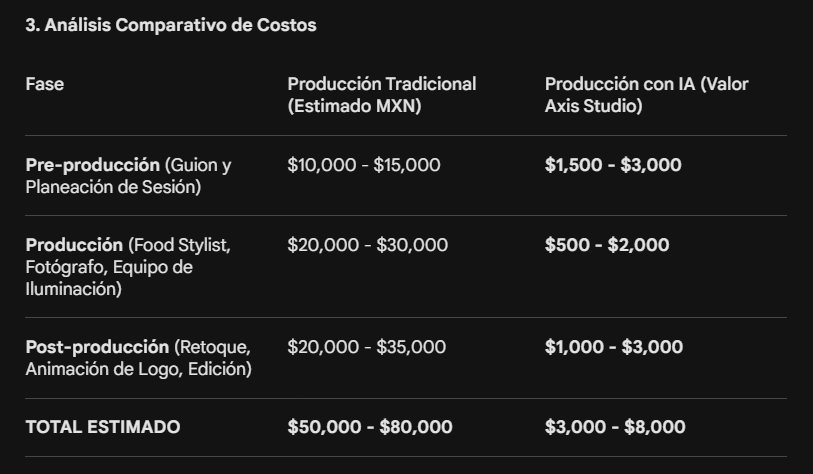 3. Análisis Comparativo de Costos
Fase
Producción Tradicional
(Estimado MXN)
Producción con IA (Valor
Axis Studio)
Pre-producción (Guion y
Planeación de Sesión)
$10,000 - $15,000
$1,500 - $3,000
Producción (Food Stylist,
Fotógrafo, Equipo de
Iluminación)
$20,000 - $30,000
$500 - $2,000
Post-producción (Retoque,
Animación de Logo, Edición)
$20,000 - $35,000
$1,000 - $3,000
TOTAL ESTIMADO
$50,000 - $80,000
$3,000 - $8,000